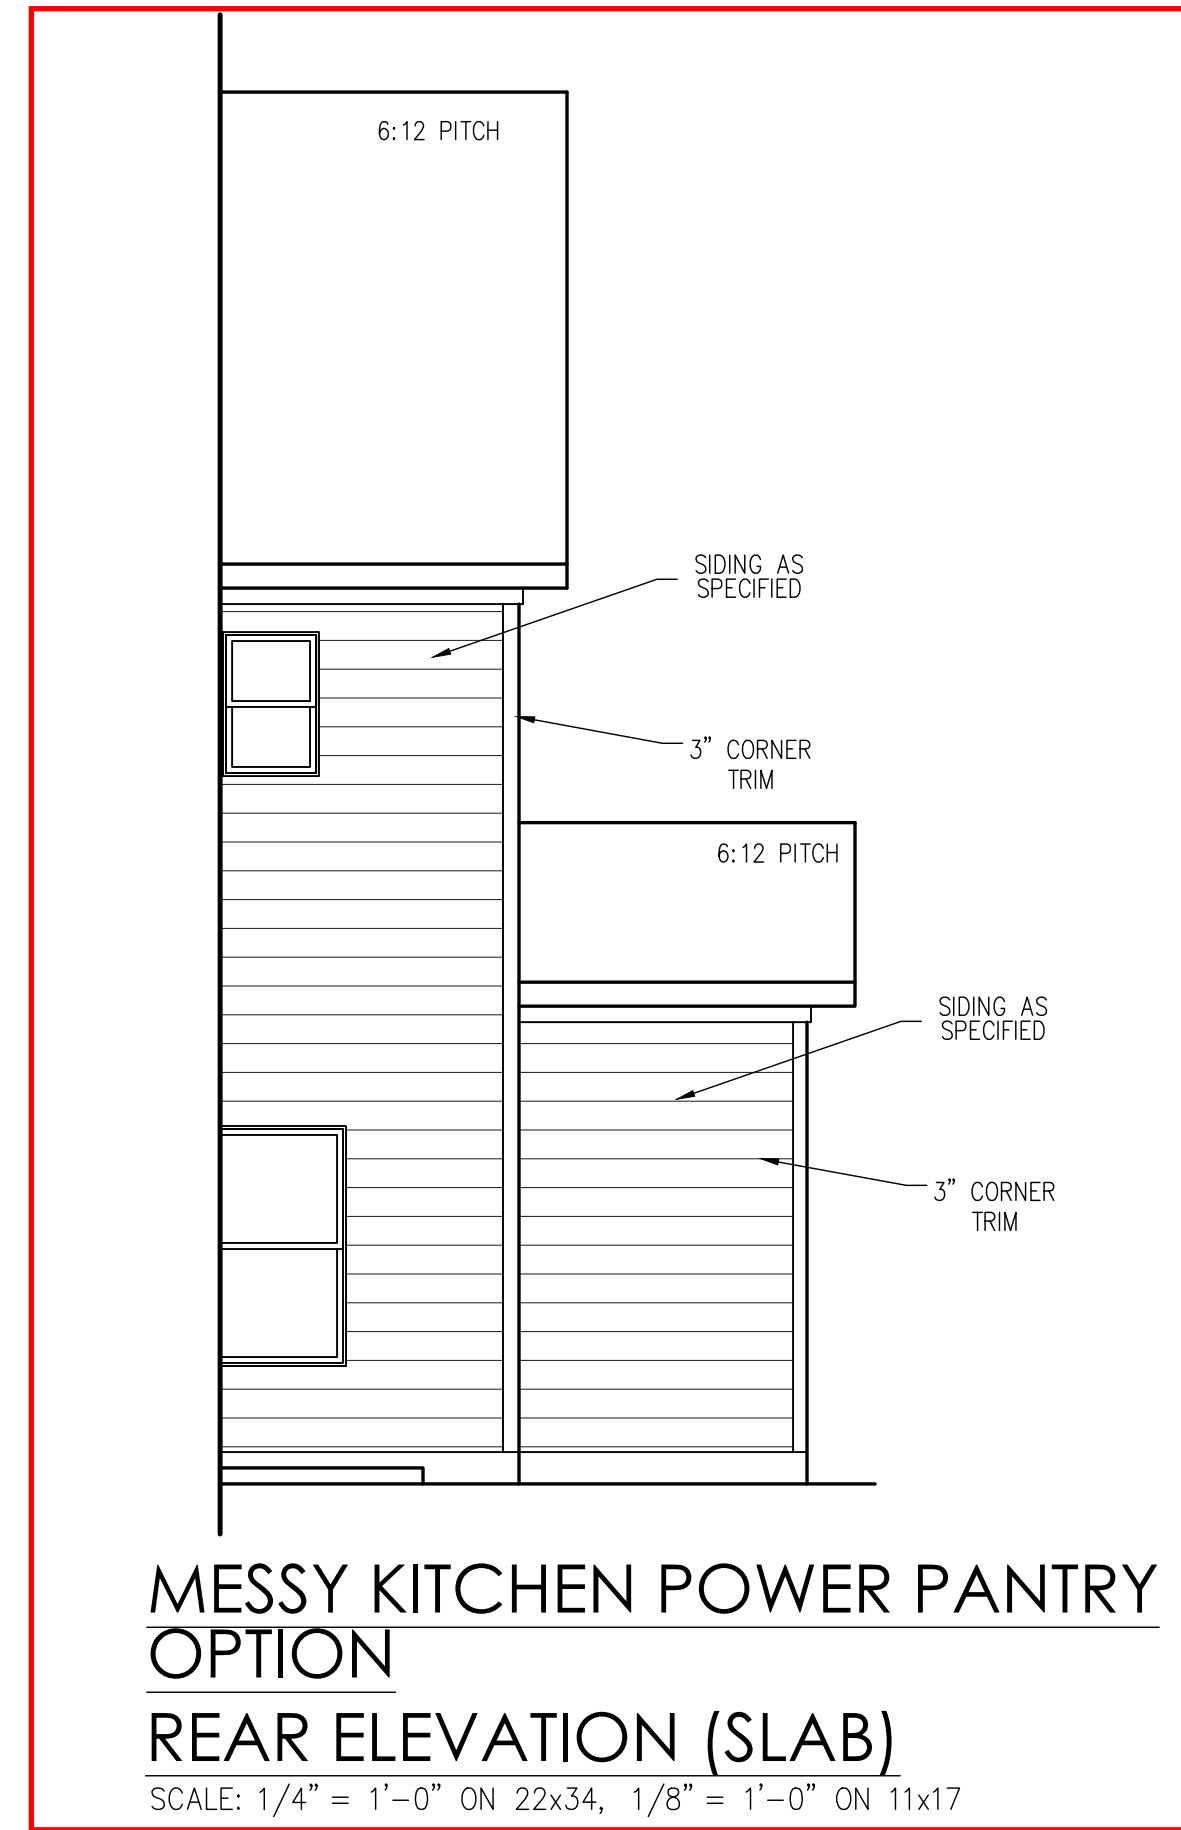 6:12 PITCH
SIDING AS
SPECIFIED
3" CORNER
TRIM
6:12 PITCH
SIDING AS
SPECIFIED
3" CORNER
TRIM
MESSY KITCHEN POWER PANTRY
OPTION
REAR ELEVATION (SLAB)
SCALE: 1/4" = 1'-0" ON 22x34, 1/8" = 1'-0" ON 11x17